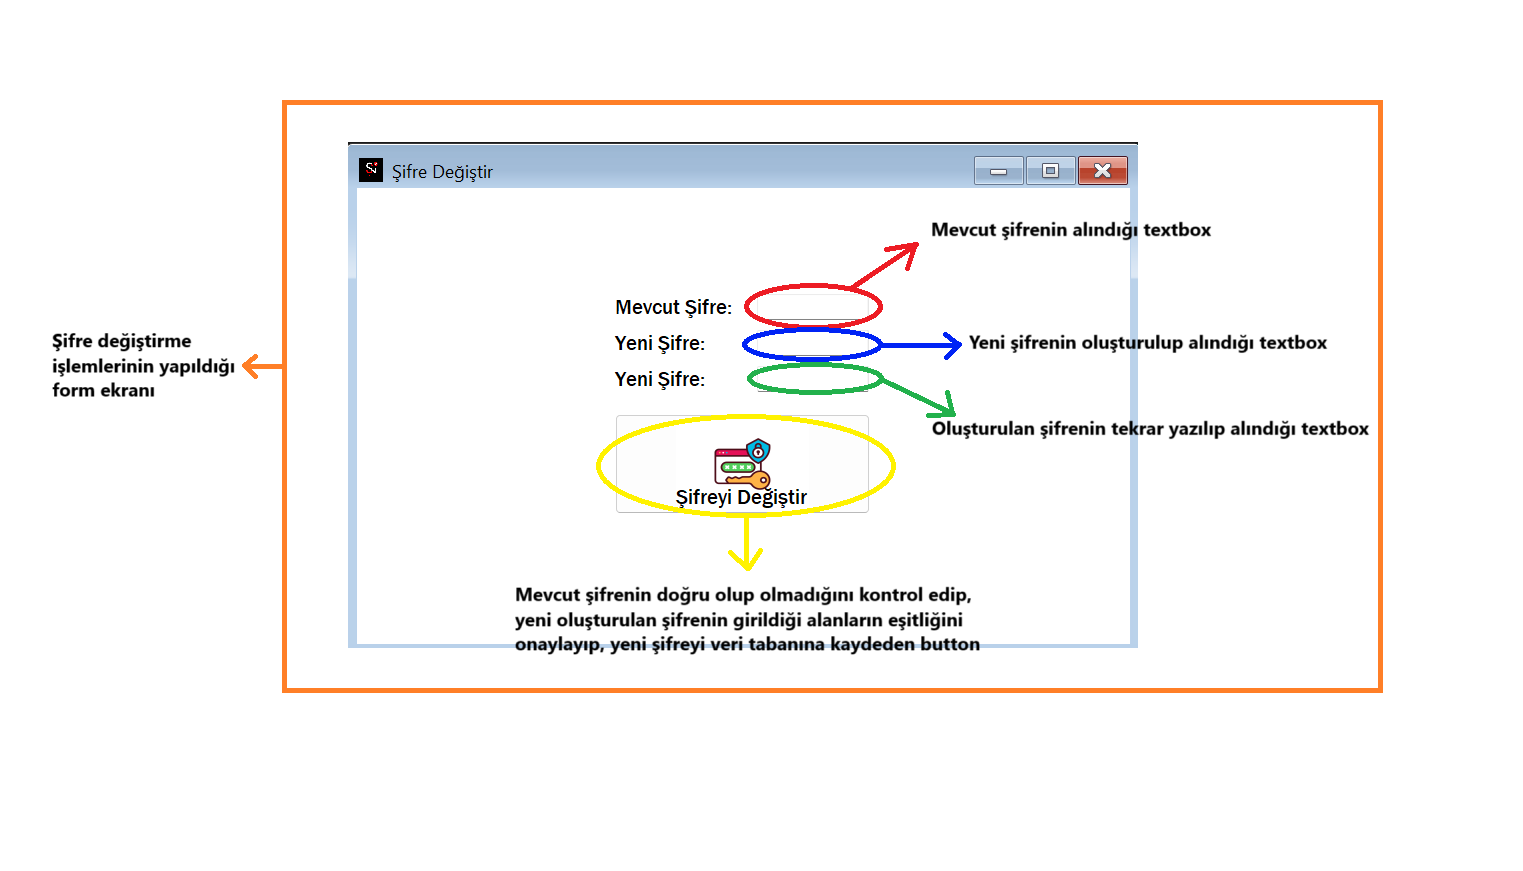 Şifre Değiştir
Mevcut şifrenin alındığı textbox
Mevcut Şifre:
Yeni Şifre:
Yeni şifrenin oluşturulup alındığı textbox
Yeni Şifre:
Oluşturulan şifrenin tekrar yazılıp alındığı textbox
Şifre değiştirme
işlemlerinin yapıldığı
form ekranı
Şifreyi Değiştir
Mevcut şifrenin doğru olup olmadığını kontrol edip,
yeni oluşturulan şifrenin girildiği alanların eşitliğini
onaylayıp, yeni şifreyi veri tabanına kaydeden button